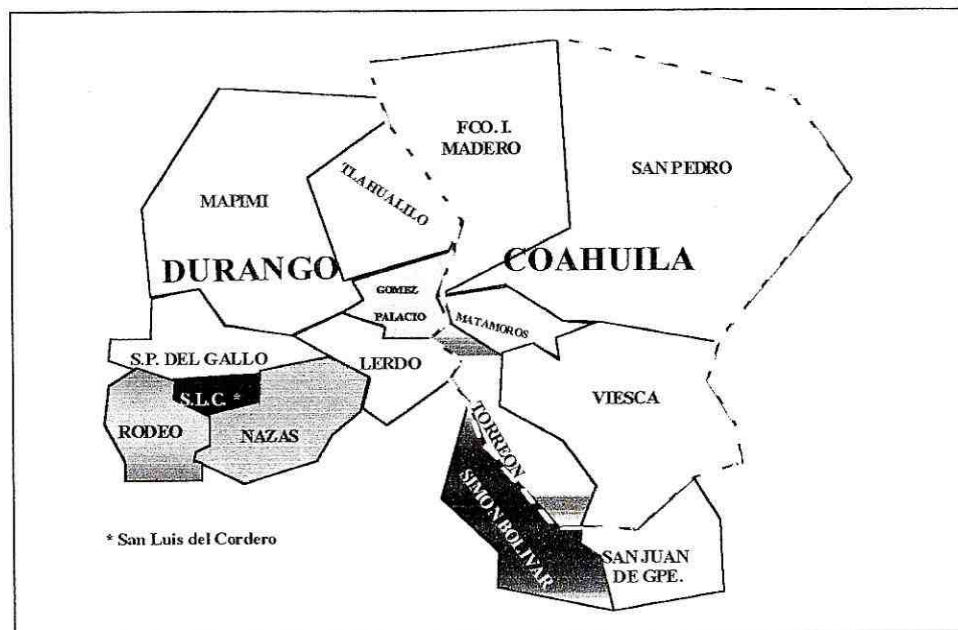 FCO. I.
MADERO
SAN PEDRO
TLAHUALILO
MAPIMI
DURANGO
COAHUILA
GOMEZ
PALACIO
MATAMOROS
S.P. DEL GALLO
LERDO
S.L.C. *
VIESCA
RODEO
NAZAS
TORREON
SIMON BOLIVAR
* San Luis del Cordero
SAN JUAN
DE GPE.